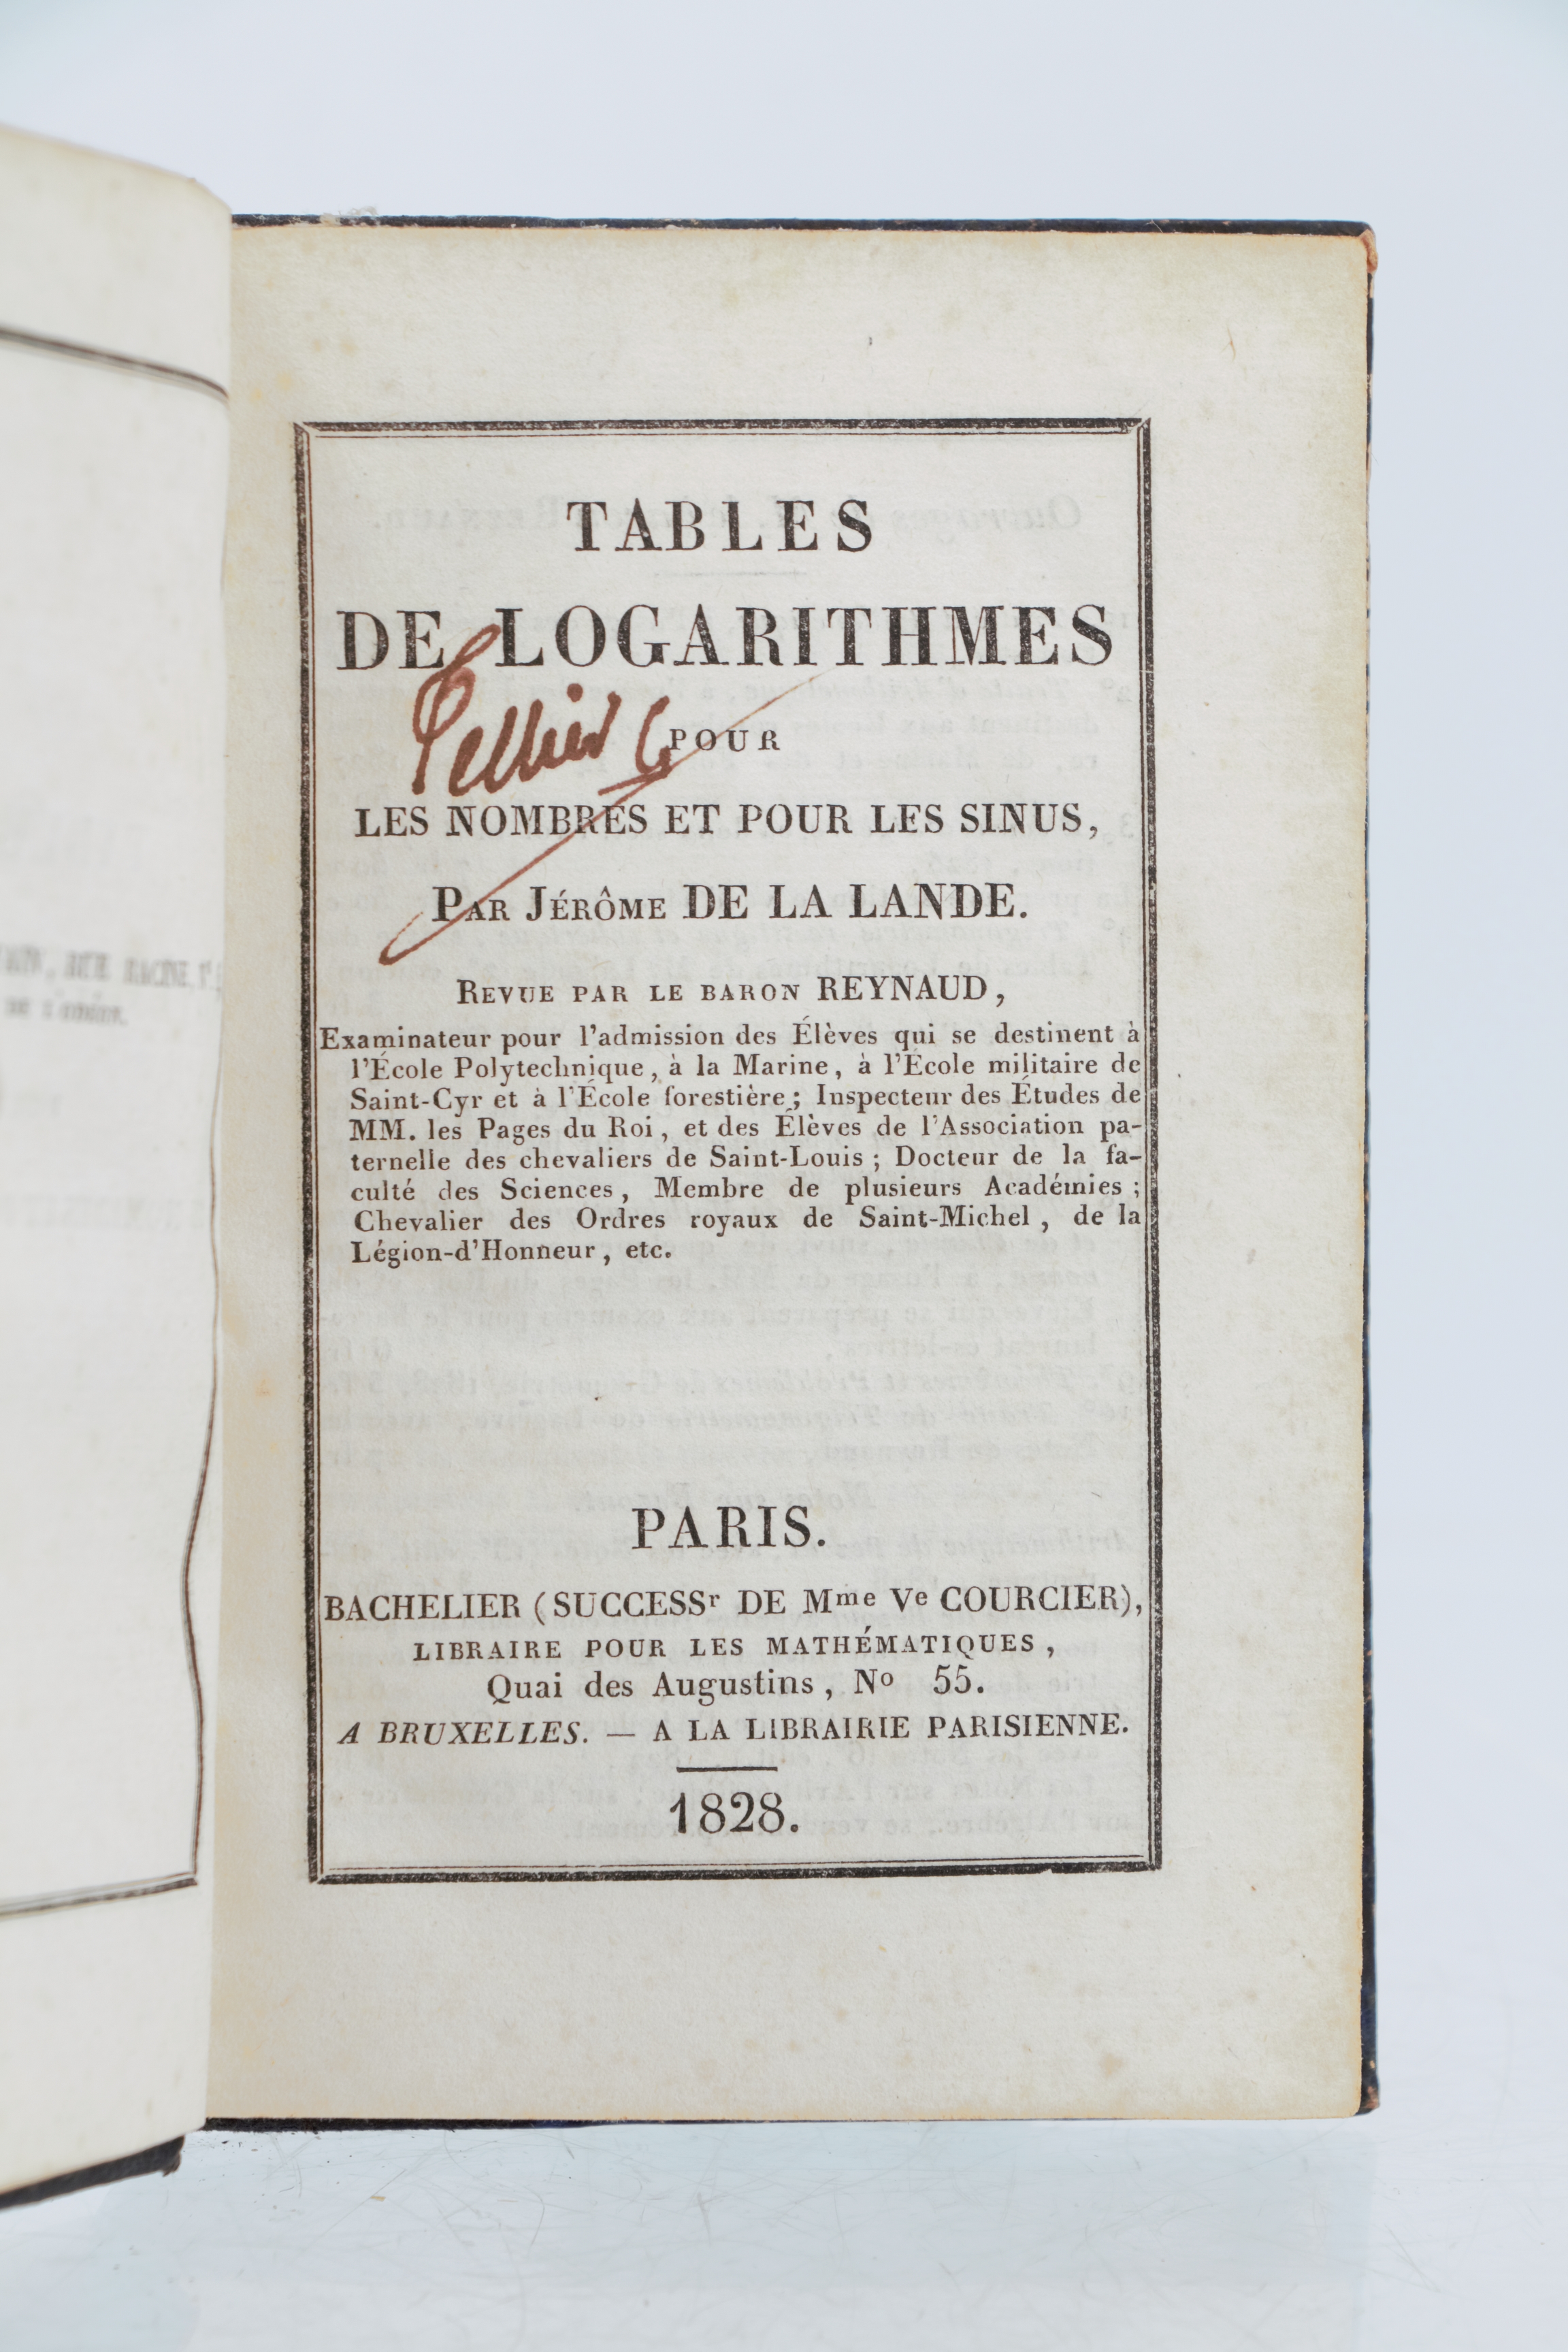 TABLES
DE LOGARITHMES
POUR
LES NOMBRES ET POUR LES SINUS,
PAR JÉRÔME DE LA LANDE.
REVUE PAR LE BARON REYNAUD,
Examinateur pour l'admission des Élèves qui se destinent à
l'École Polytechnique, à la Marine, à l'École militaire de
Saint-Cyr et à l'École forestière; Inspecteur des Études de
MM. les Pages du Roi, et des Élèves de l'Association pa-
ternelle des chevaliers de Saint-Louis; Docteur de la fa-
culté des Sciences, Membre de plusieurs Académies;
Chevalier des Ordres royaux de Saint-Michel, de la
Légion-d'Honneur, etc.
PARIS.
BACHELIER (SUCCESSr DE Mme Ve COURCIER),
LIBRAIRE POUR LES MATHÉMATIQUES,
Quai des Augustins, No 55.
A BRUXELLES. — A LA LIBRAIRIE PARISIENNE.
1828.